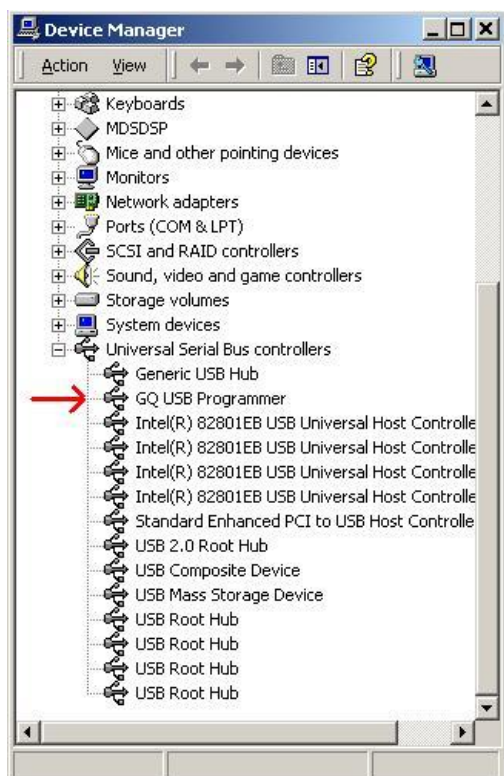 Device Manager
Action View
Keyboards
MDSDSP
Mice and other pointing devices
Monitors
Network adapters
Ports (COM & LPT)
SCSI and RAID controllers
Sound, video and game controllers
Storage volumes
System devices
Universal Serial Bus controllers
Generic USB Hub
GQ USB Programmer
Intel(R) 82801EB USB Universal Host Controlle
Intel(R) 82801EB USB Universal Host Controlle
Intel(R) 82801EB USB Universal Host Controlle
Intel(R) 82801EB USB Universal Host Controlle
Standard Enhanced PCI to USB Host Controlle
USB 2.0 Root Hub
USB Composite Device
USB Mass Storage Device
USB Root Hub
USB Root Hub
USB Root Hub
USB Root Hub